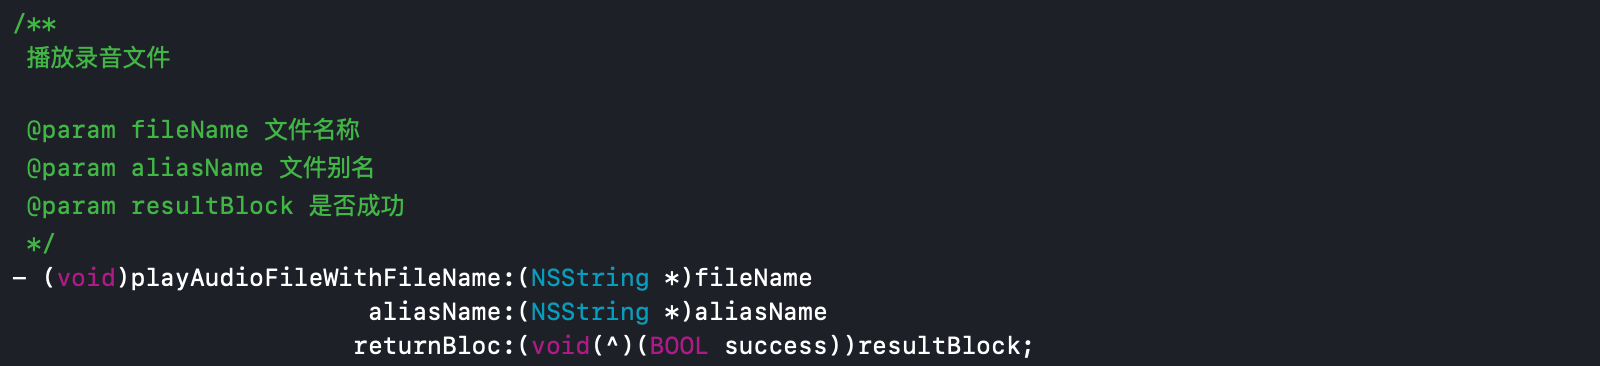 /**
播放录音文件
@param fileName 文件名称
@param aliasName 文件别名
@param resultBlock 是否成功
*/
- (void)playAudioFileWithFileName:(NSString *)fileName
aliasName:(NSString *)aliasName
returnBloc:(void(^)(BOOL success))resultBlock;